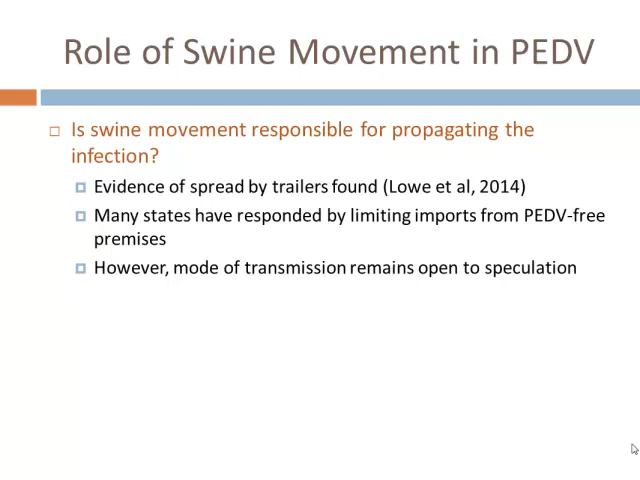 Role of Swine Movement in PEDV
Is swine movement responsible for propagating the
infection?
Evidence of spread by trailers found (Lowe et al, 2014)
Many states have responded by limiting imports from PEDV-free
premises
However, mode of transmission remains open to speculation